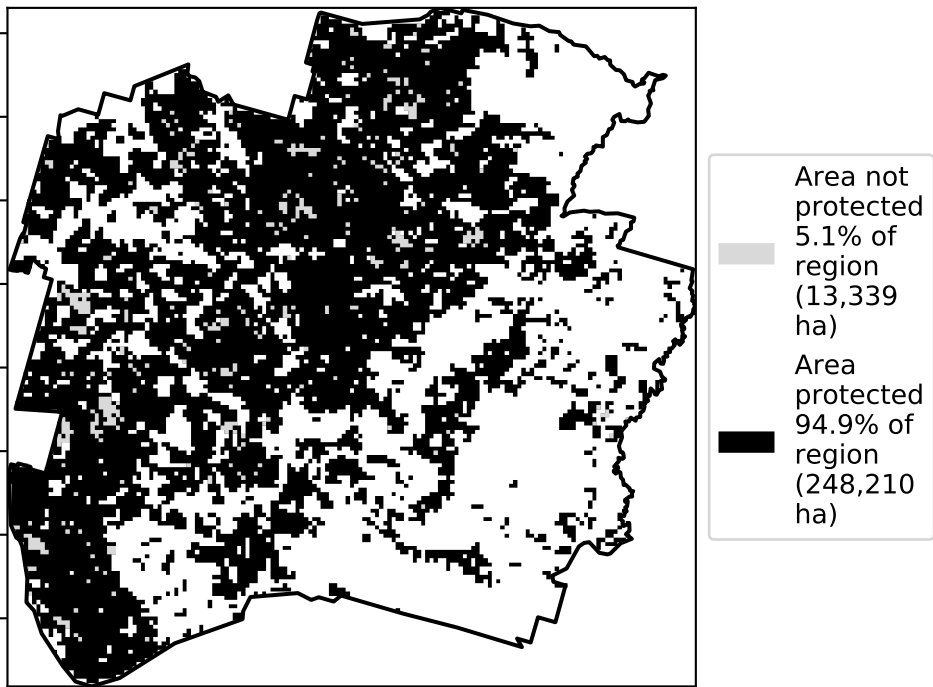 Area not
protected
5.1% of
region
(13,339
ha)
Area
protected
94.9% of
region
(248,210
ha)